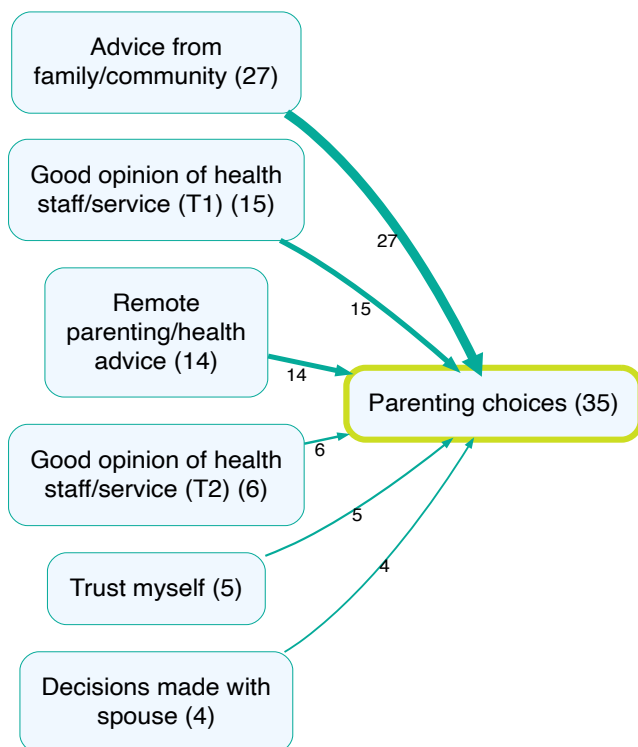 Advice from
family/community (27)
Good opinion of health
staff/service (T1) (15)
27
15
Remote
parenting/health
advice (14)
14
Parenting choices (35)
Good opinion of health
staff/service (T2) (6)
6
Trust myself (5)
5
4
Decisions made with
spouse (4)